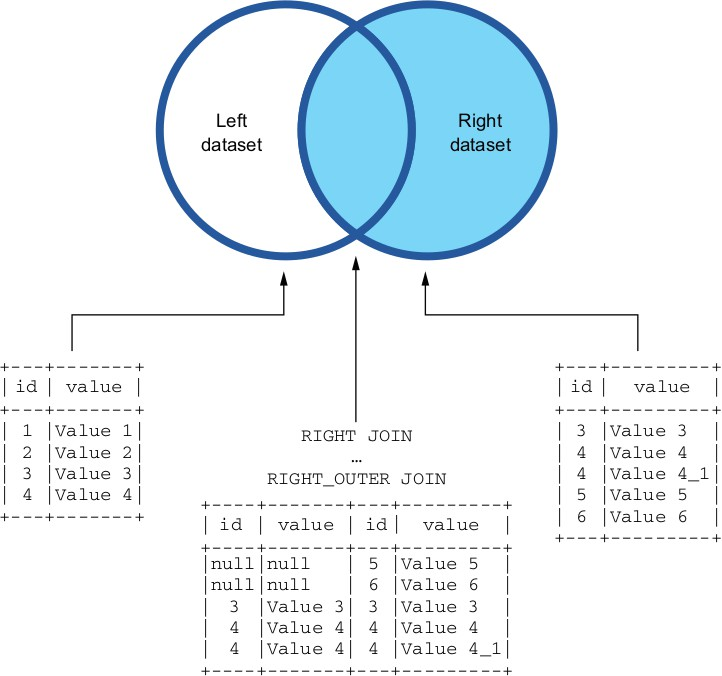 Left
dataset
Right
dataset
+---+-------+
| id| value |
+---+-------+
| 1 |Value 1|
| 2 |Value 2|
| 3 |Value 3|
| 4 |Value 4|
+---+-------+
RIGHT JOIN
…
RIGHT_OUTER JOIN
+----+-------+---+---------+
| id | value | id|  value  |
+----+-------+---+---------+
|null|null   | 5 |Value 5  |
|null|null   | 6 |Value 6  |
| 3  |Value 3| 3 |Value 3  |
| 4  |Value 4| 4 |Value 4  |
| 4  |Value 4| 4 |Value 4_1|
+----+-------+---+---------+
+---+---------+
| id|  value  |
+---+---------+
| 3 |Value 3  |
| 4 |Value 4  |
| 4 |Value 4_1|
| 5 |Value 5  |
| 6 |Value 6  |
+---+---------+